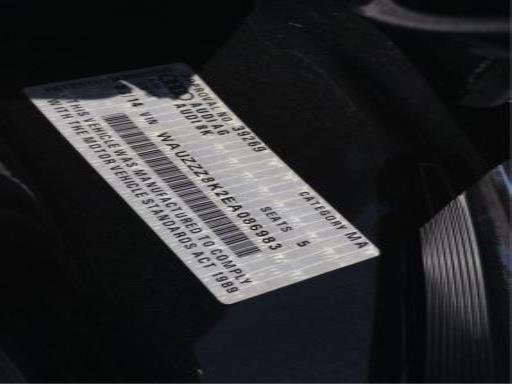 APPROVAL NO. 39268 CATEGORY MA
AUDI AG
AUDI 8K SEATS 5
/14 VIN WAUZZZ8K2EA086983
THIS VEHICLE WAS MANUFACTURED TO COMPLY
WITH THE MOTOR VEHICLE STANDARDS ACT 1989